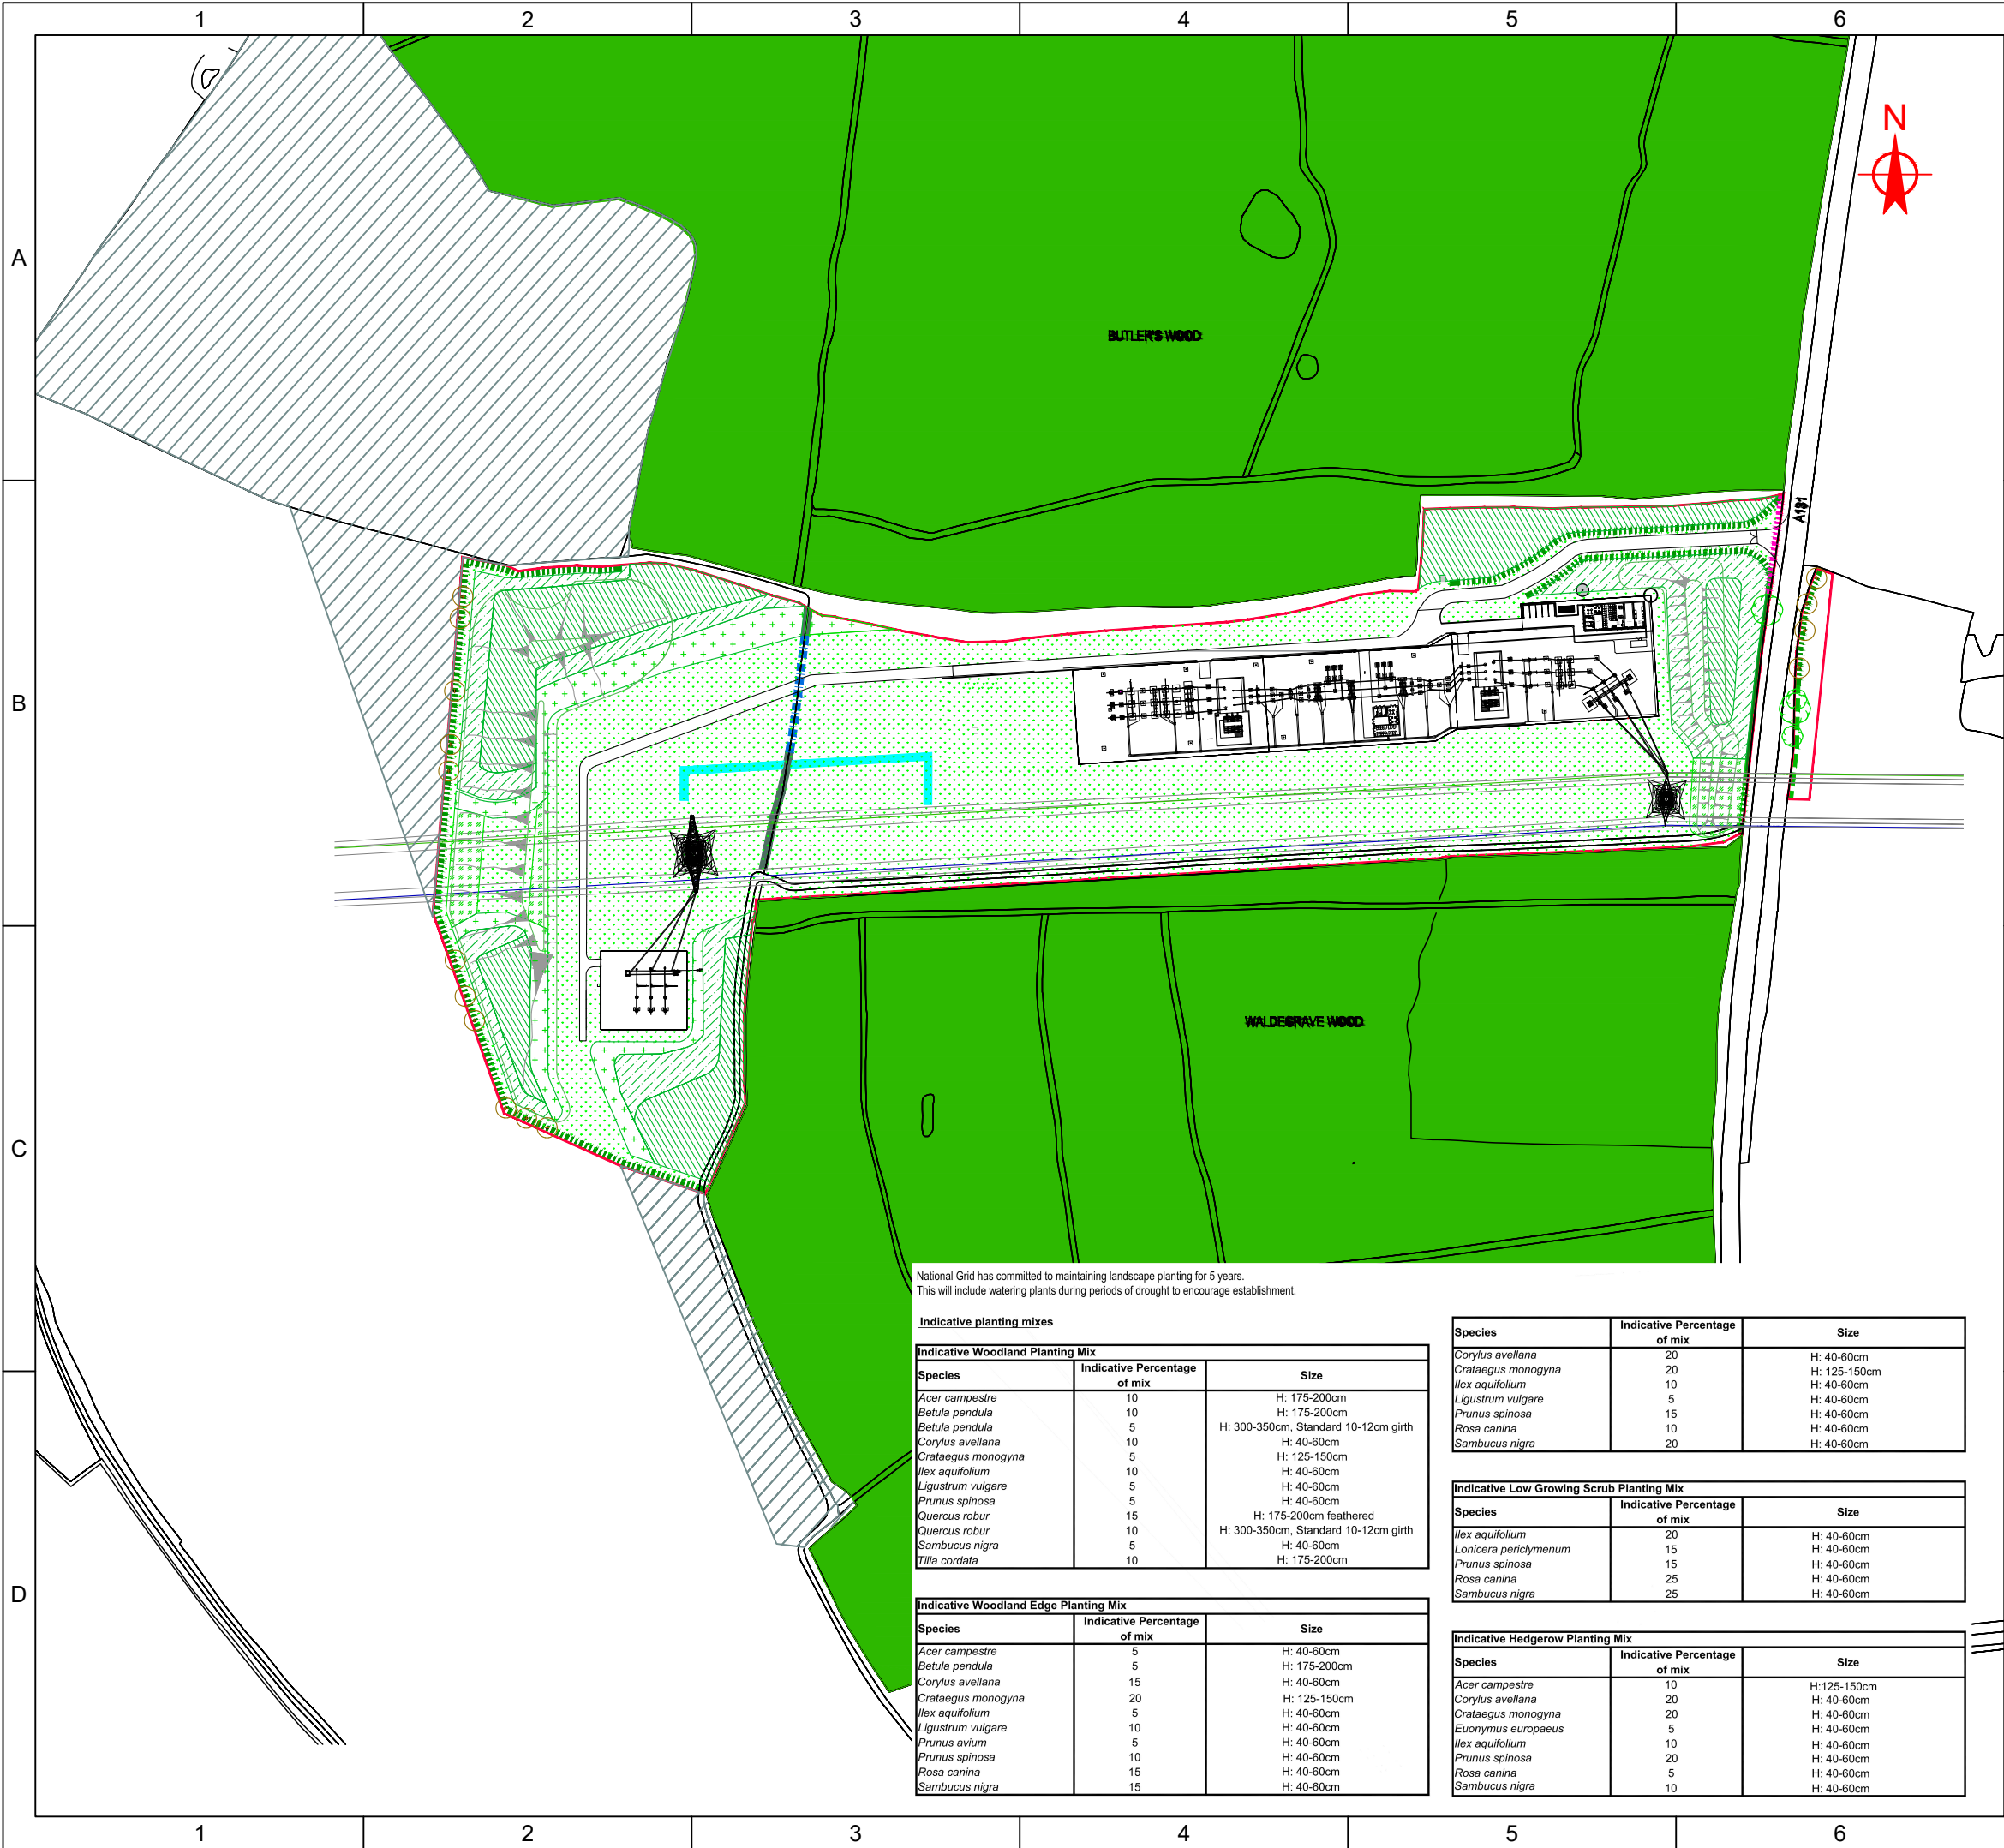 1 2 3 4 5 6
N
A
BUTLER'S WOOD
A131
B
WALDEGRAVE WOOD
C
National Grid has committed to maintaining landscape planting for 5 years.
This will include watering plants during periods of drought to encourage establishment.
Indicative planting mixes
Indicative Woodland Planting Mix
Species Indicative Percentage of mix Size
Acer campestre 10 H: 175-200cm
Betula pendula 10 H: 175-200cm
Betula pendula 5 H: 300-350cm, Standard 10-12cm girth
Corylus avellana 10 H: 40-60cm
Crataegus monogyna 5 H: 125-150cm
Ilex aquifolium 10 H: 40-60cm
Ligustrum vulgare 5 H: 40-60cm
Prunus spinosa 5 H: 40-60cm
Quercus robur 15 H: 175-200cm feathered
Quercus robur 10 H: 300-350cm, Standard 10-12cm girth
Sambucus nigra 5 H: 40-60cm
Tilia cordata 10 H: 175-200cm
Indicative Woodland Edge Planting Mix
Species Indicative Percentage of mix Size
Acer campestre 5 H: 40-60cm
Betula pendula 5 H: 175-200cm
Corylus avellana 15 H: 40-60cm
Crataegus monogyna 20 H: 125-150cm
Ilex aquifolium 5 H: 40-60cm
Ligustrum vulgare 10 H: 40-60cm
Prunus avium 5 H: 40-60cm
Prunus spinosa 10 H: 40-60cm
Rosa canina 15 H: 40-60cm
Sambucus nigra 15 H: 40-60cm
Species Indicative Percentage of mix Size
Corylus avellana 20 H: 40-60cm
Crataegus monogyna 20 H: 125-150cm
Ilex aquifolium 10 H: 40-60cm
Ligustrum vulgare 5 H: 40-60cm
Prunus spinosa 15 H: 40-60cm
Rosa canina 10 H: 40-60cm
Sambucus nigra 20 H: 40-60cm
Indicative Low Growing Scrub Planting Mix
Species Indicative Percentage of mix Size
Ilex aquifolium 20 H: 40-60cm
Lonicera periclymenum 15 H: 40-60cm
Prunus spinosa 15 H: 40-60cm
Rosa canina 25 H: 40-60cm
Sambucus nigra 25 H: 40-60cm
Indicative Hedgerow Planting Mix
Species Indicative Percentage of mix Size
Acer campestre 10 H:125-150cm
Corylus avellana 20 H: 40-60cm
Crataegus monogyna 20 H: 40-60cm
Euonymus europaeus 5 H: 40-60cm
Ilex aquifolium 10 H: 40-60cm
Prunus spinosa 20 H: 40-60cm
Rosa canina 5 H: 40-60cm
Sambucus nigra 10 H: 40-60cm
D
1 2 3 4 5 6